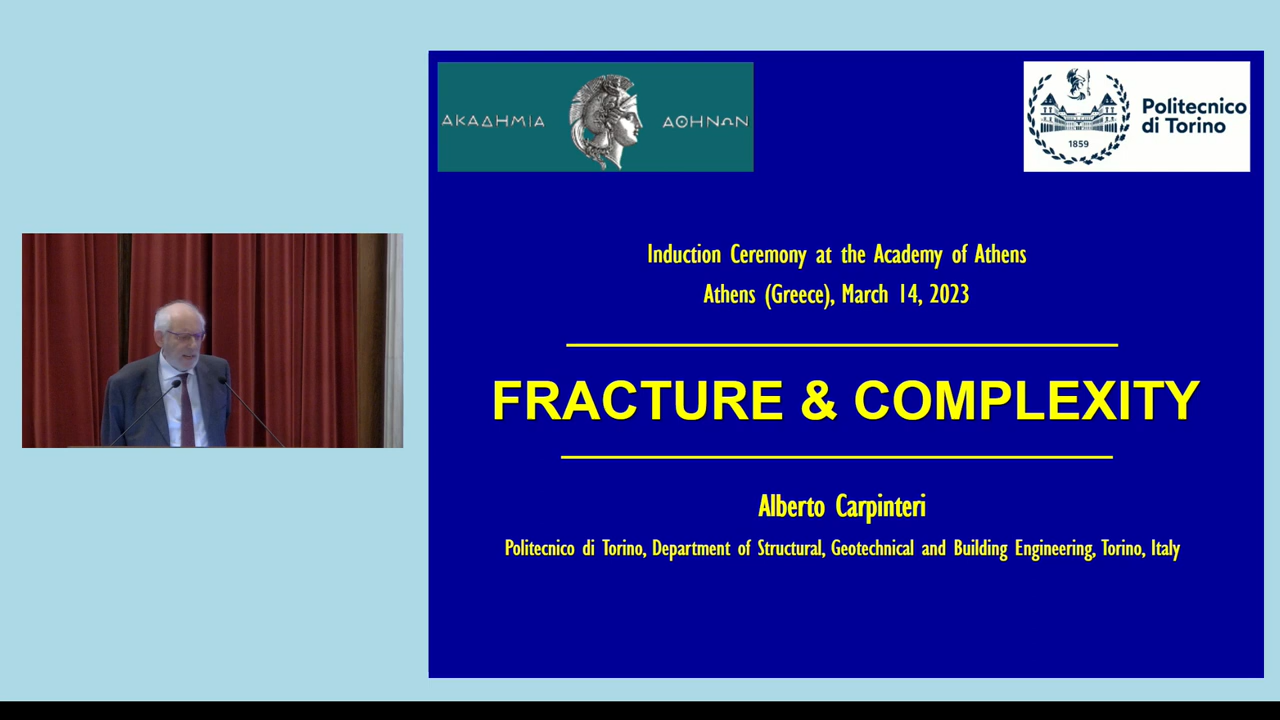 ΑΚΑΔΗΜΙΑ ΑΘΗΝΩΝ
Politecnico
di Torino
1859
Induction Ceremony at the Academy of Athens
Athens (Greece), March 14, 2023
FRACTURE & COMPLEXITY
Alberto Carpinteri
Politecnico di Torino, Department of Structural, Geotechnical and Building Engineering, Torino, Italy